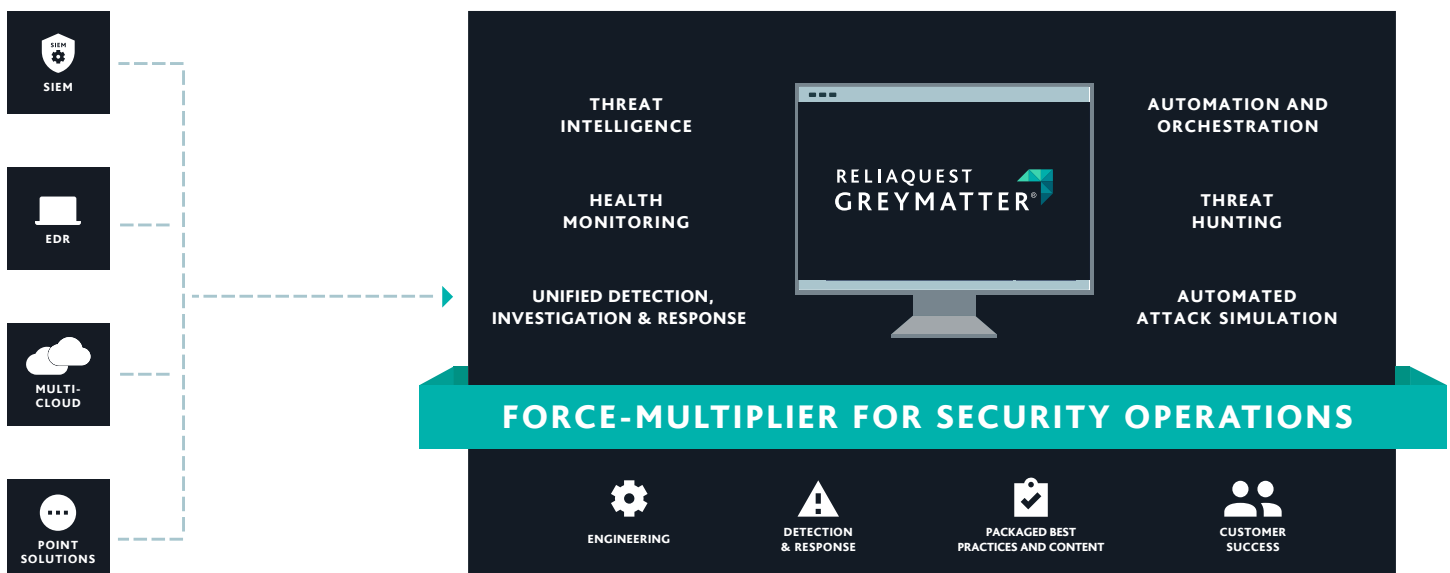 SIEM
SIEM
EDR
MULTI-
CLOUD
POINT
SOLUTIONS
THREAT
INTELLIGENCE
HEALTH
MONITORING
UNIFIED DETECTION,
INVESTIGATION & RESPONSE
RELIAQUEST
GREYMATTER®
AUTOMATION AND
ORCHESTRATION
THREAT
HUNTING
AUTOMATED
ATTACK SIMULATION
FORCE-MULTIPLIER FOR SECURITY OPERATIONS
ENGINEERING
DETECTION
& RESPONSE
PACKAGED BEST
PRACTICES AND CONTENT
CUSTOMER
SUCCESS